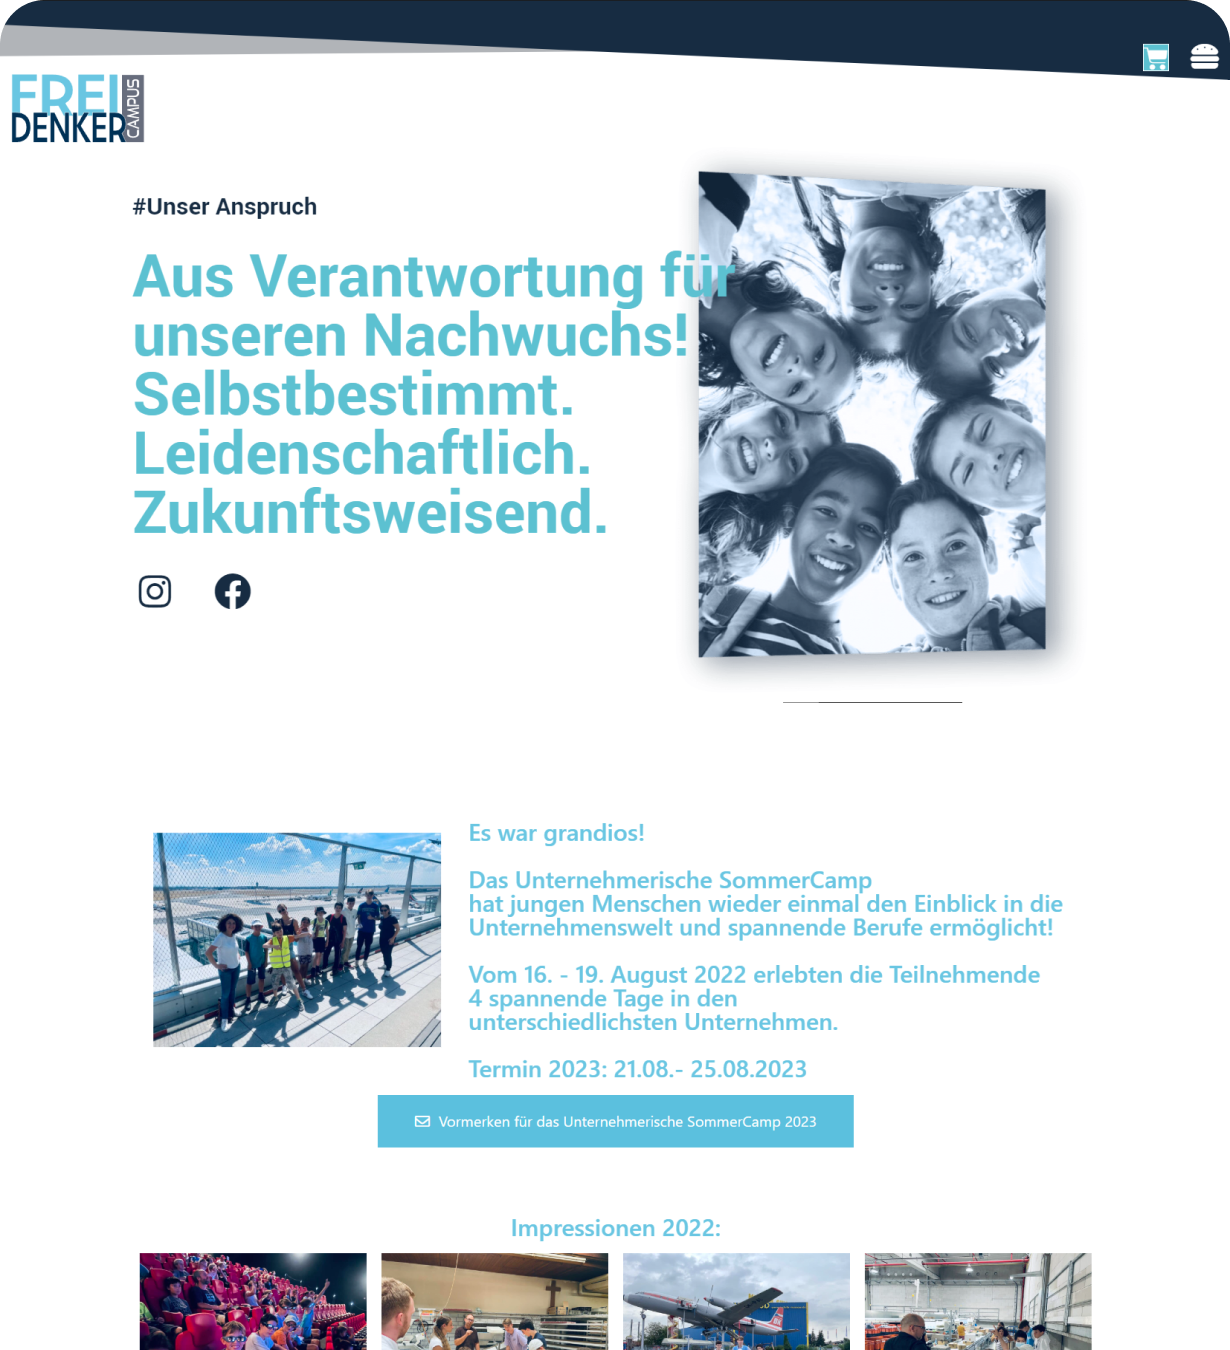 FREI
DENKER
CAMPUS
#Unser Anspruch
Aus Verantwortung für
unseren Nachwuchs!
Selbstbestimmt.
Leidenschaftlich.
Zukunftsweisend.
Es war grandios!
Das Unternehmerische SommerCamp
hat jungen Menschen wieder einmal den Einblick in die
Unternehmenswelt und spannende Berufe ermöglicht!
Vom 16. - 19. August 2022 erlebten die Teilnehmende
4 spannende Tage in den
unterschiedlichsten Unternehmen.
Termin 2023: 21.08.- 25.08.2023
Vormerken für das Unternehmerische SommerCamp 2023
Impressionen 2022: